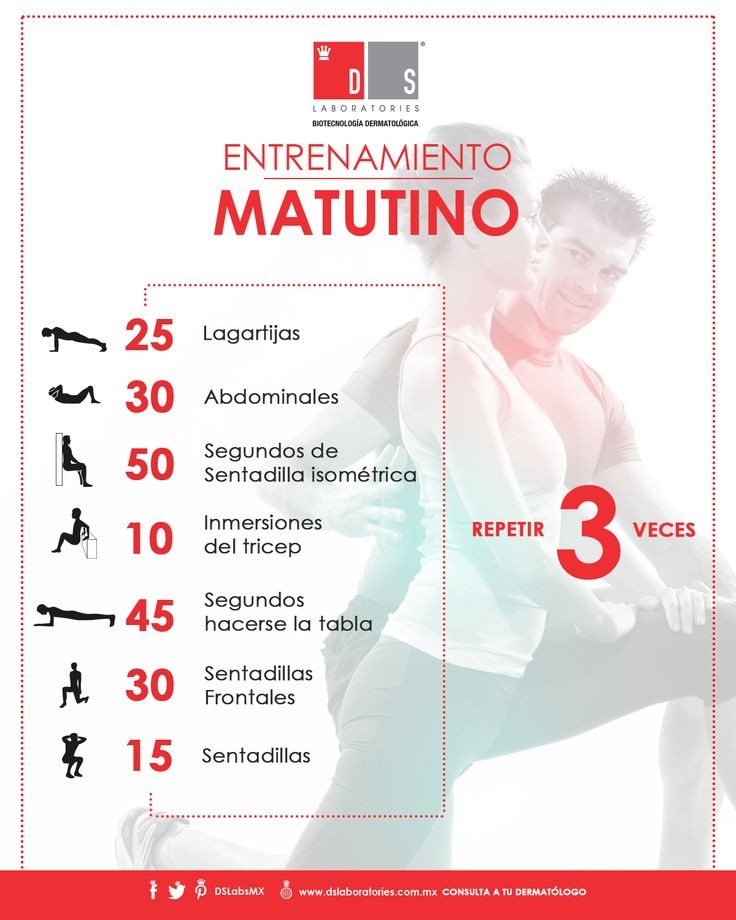 D S ®
LABORATORIES
BIOTECNOLOGÍA DERMATOLÓGICA
ENTRENAMIENTO
MATUTINO
25 Lagartijas
30 Abdominales
50 Segundos de
Sentadilla isométrica
10 Inmersiones
del tricep
45 Segundos
hacerse la tabla
30 Sentadillas
Frontales
15 Sentadillas
REPETIR 3 VECES
DSLabsMX www.dslaboratories.com.mx CONSULTA A TU DERMATÓLOGO